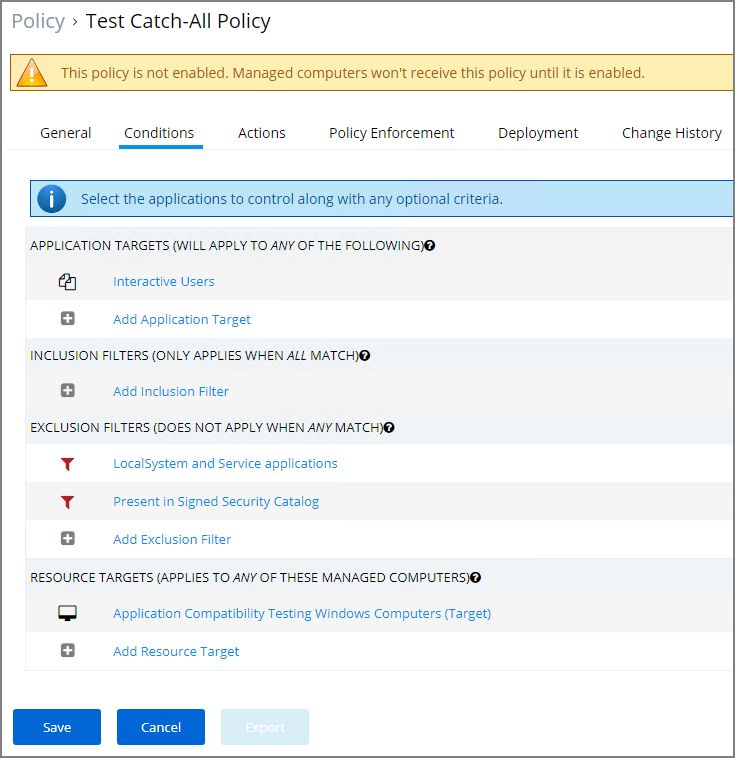 Policy › Test Catch-All Policy
This policy is not enabled. Managed computers won't receive this policy until it is enabled.
General Conditions Actions Policy Enforcement Deployment Change History
Select the applications to control along with any optional criteria.
APPLICATION TARGETS (WILL APPLY TO ANY OF THE FOLLOWING)
Interactive Users
Add Application Target
INCLUSION FILTERS (ONLY APPLIES WHEN ALL MATCH)
Add Inclusion Filter
EXCLUSION FILTERS (DOES NOT APPLY WHEN ANY MATCH)
LocalSystem and Service applications
Present in Signed Security Catalog
Add Exclusion Filter
RESOURCE TARGETS (APPLIES TO ANY OF THESE MANAGED COMPUTERS)
Application Compatibility Testing Windows Computers (Target)
Add Resource Target
Save Cancel Export